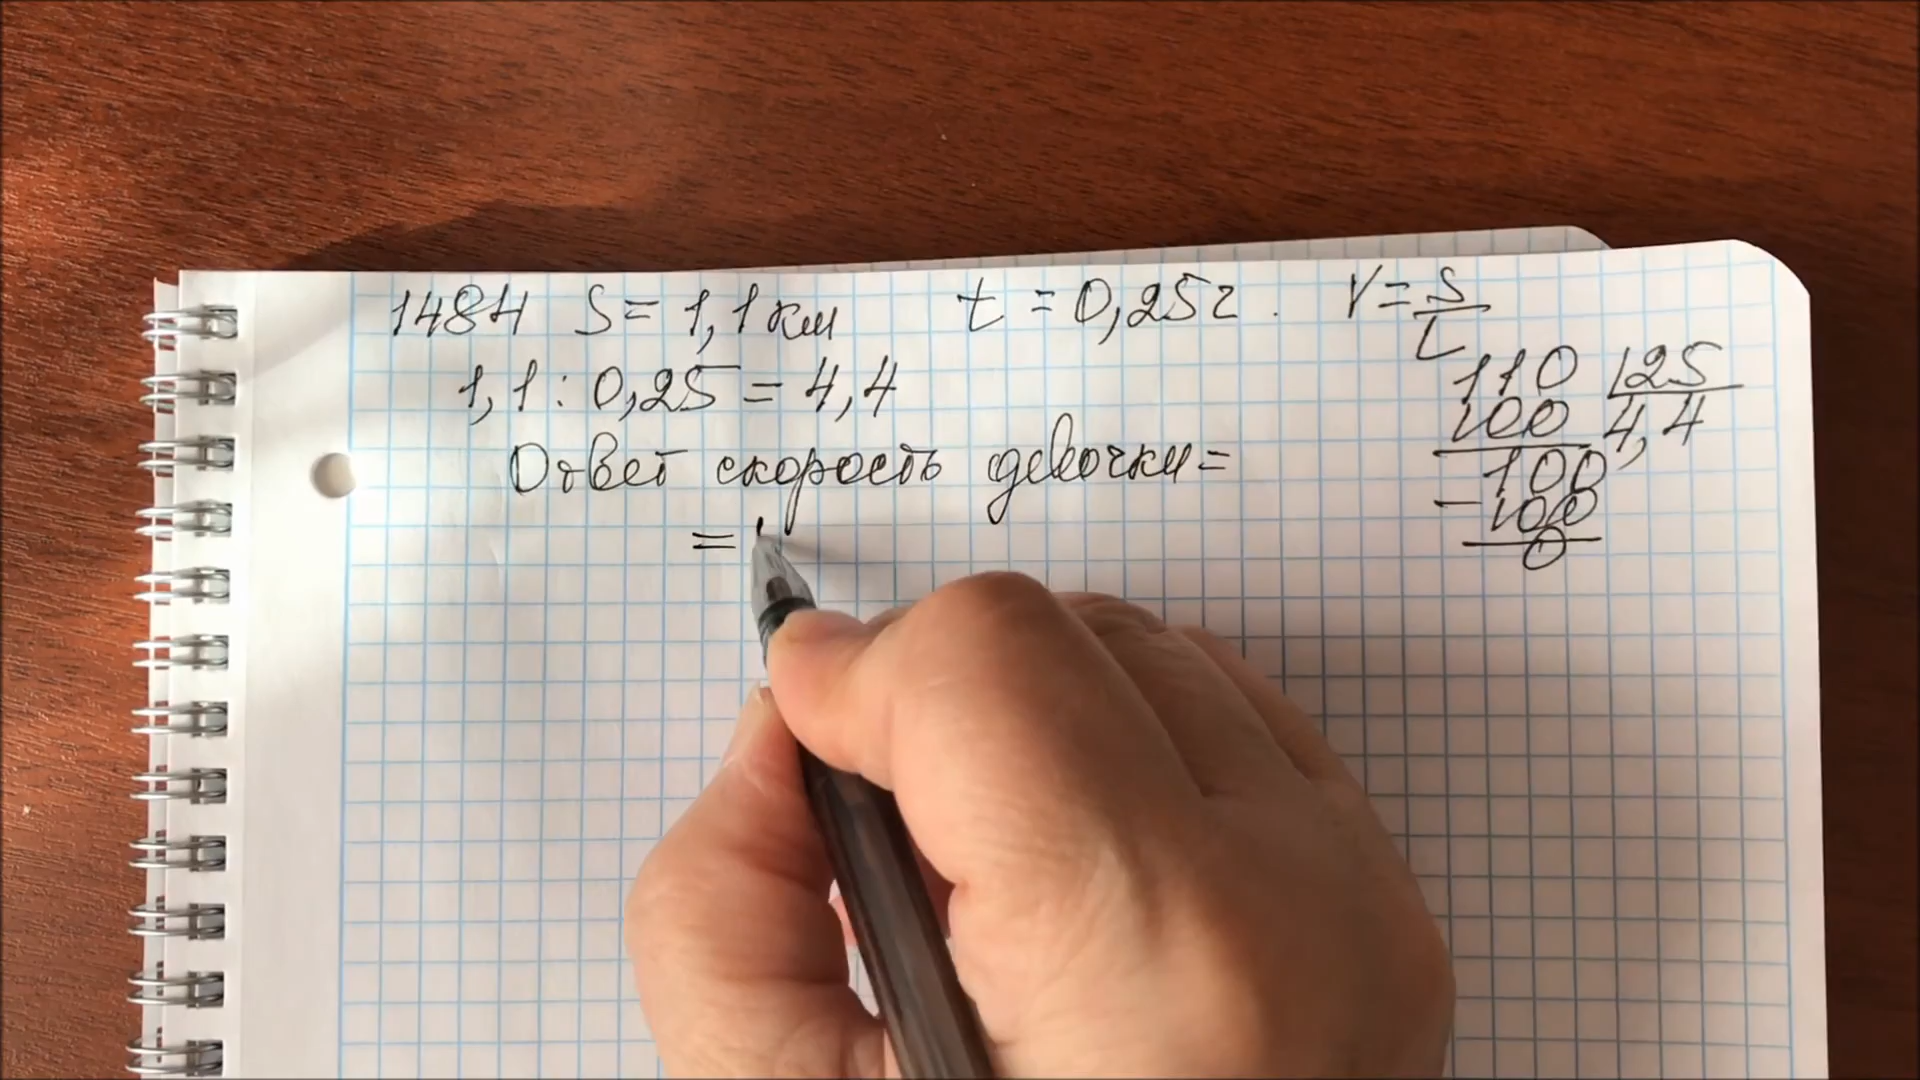 1484 S = 1,1 км t = 0,25 г. V = S/t
1,1 : 0,25 = 4,4
Ответ скорость девочки =
=
110 | 25
100 4,4
100
- 100
0